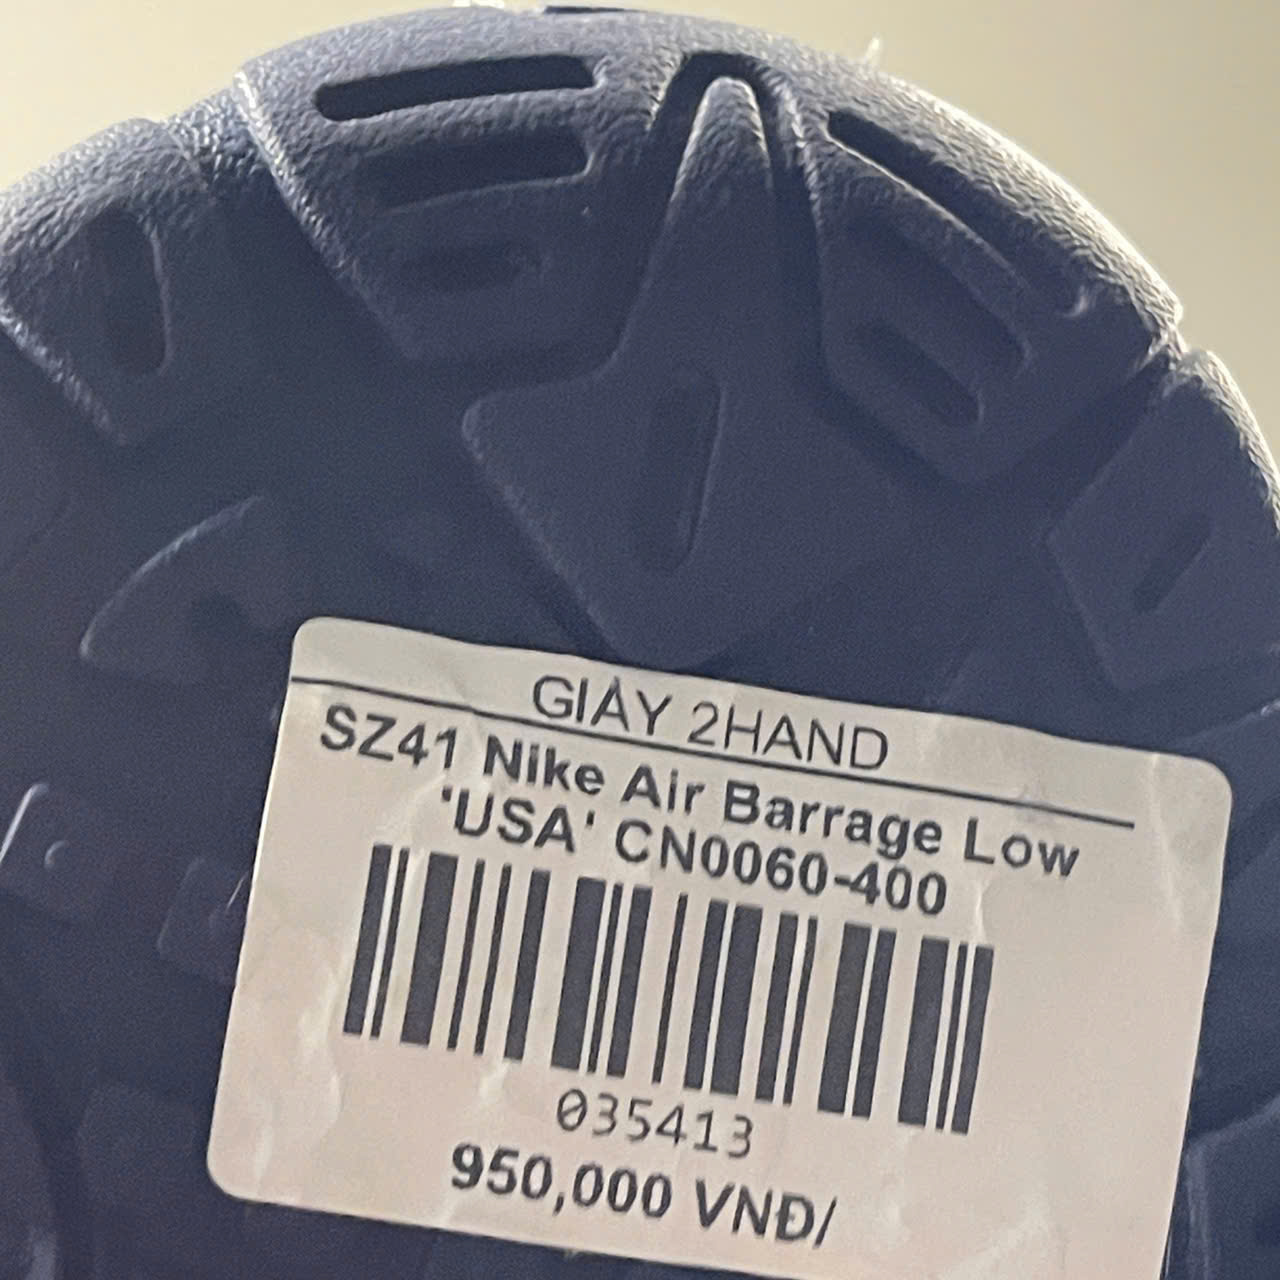 GIÀY 2HAND
SZ41 Nike Air Barrage Low
'USA' CN0060-400
035413
950,000 VNĐ/